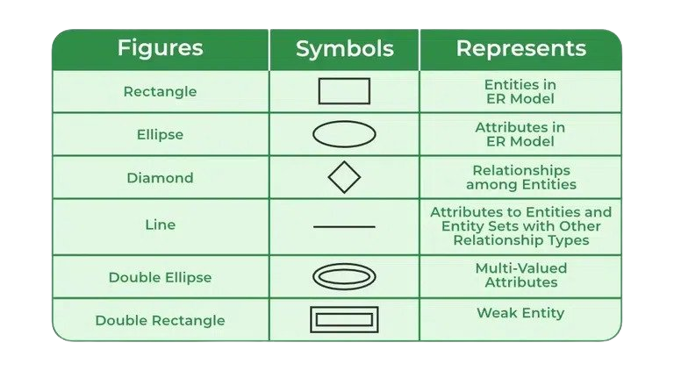 Figures Symbols Represents
Rectangle
Entities in
ER Model
Ellipse
Attributes in
ER Model
Diamond
Relationships
among Entities
Line
Attributes to Entities and
Entity Sets with Other
Relationship Types
Double Ellipse
Multi-Valued
Attributes
Double Rectangle
Weak Entity